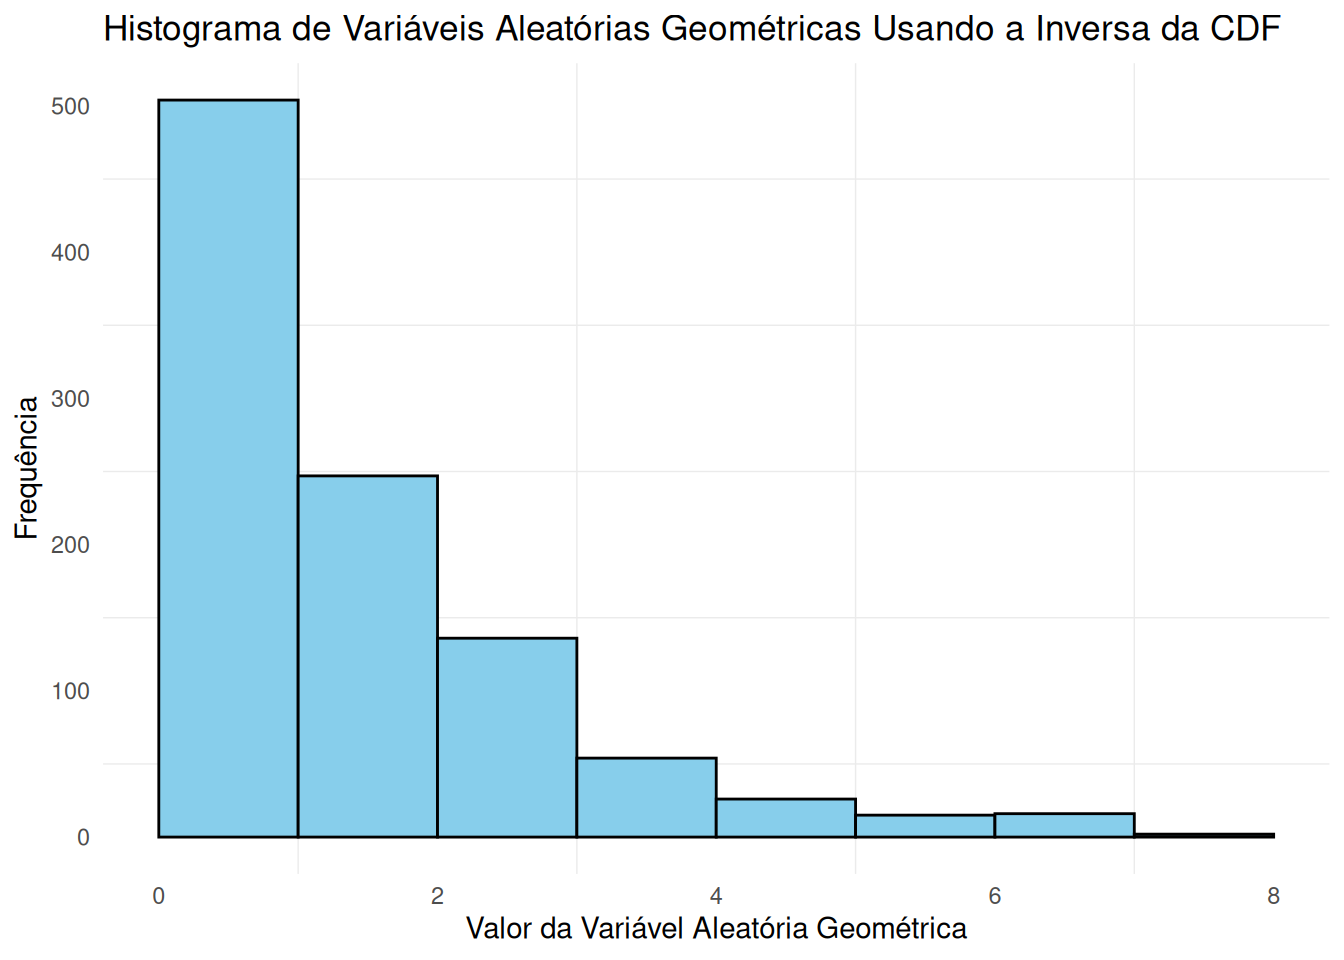 Histograma de Variáveis Aleatórias Geométricas Usando a Inversa da CDF
500
400
300
200
100
0
Frequência
0 2 4 6 8
Valor da Variável Aleatória Geométrica